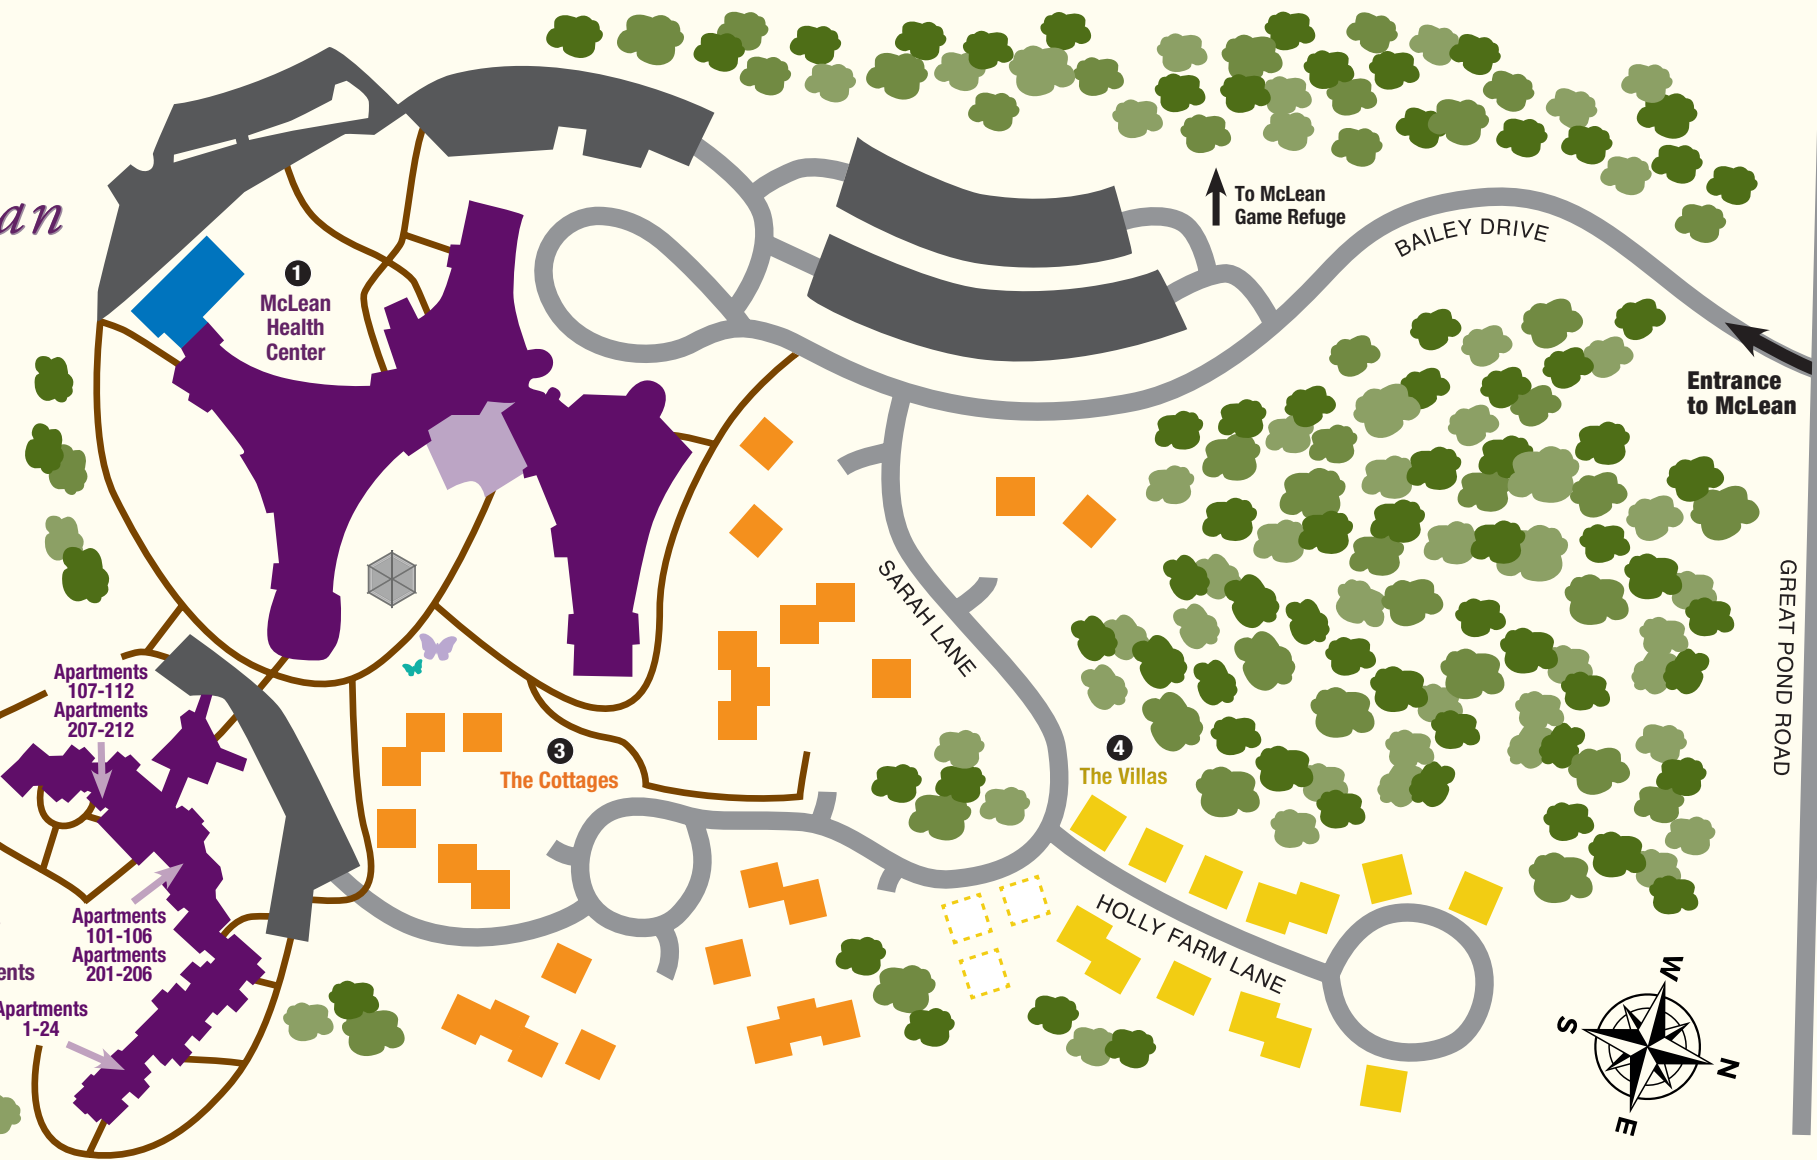 an
1
McLean
Health
Center
To McLean
Game Refuge
BAILEY DRIVE
Entrance
to McLean
GREAT POND ROAD
SARAH LANE
Apartments
107-112
Apartments
207-212
3
The Cottages
4
The Villas
HOLLY FARM LANE
Apartments
101-106
Apartments
201-206
ents
Apartments
1-24
W
S
N
E